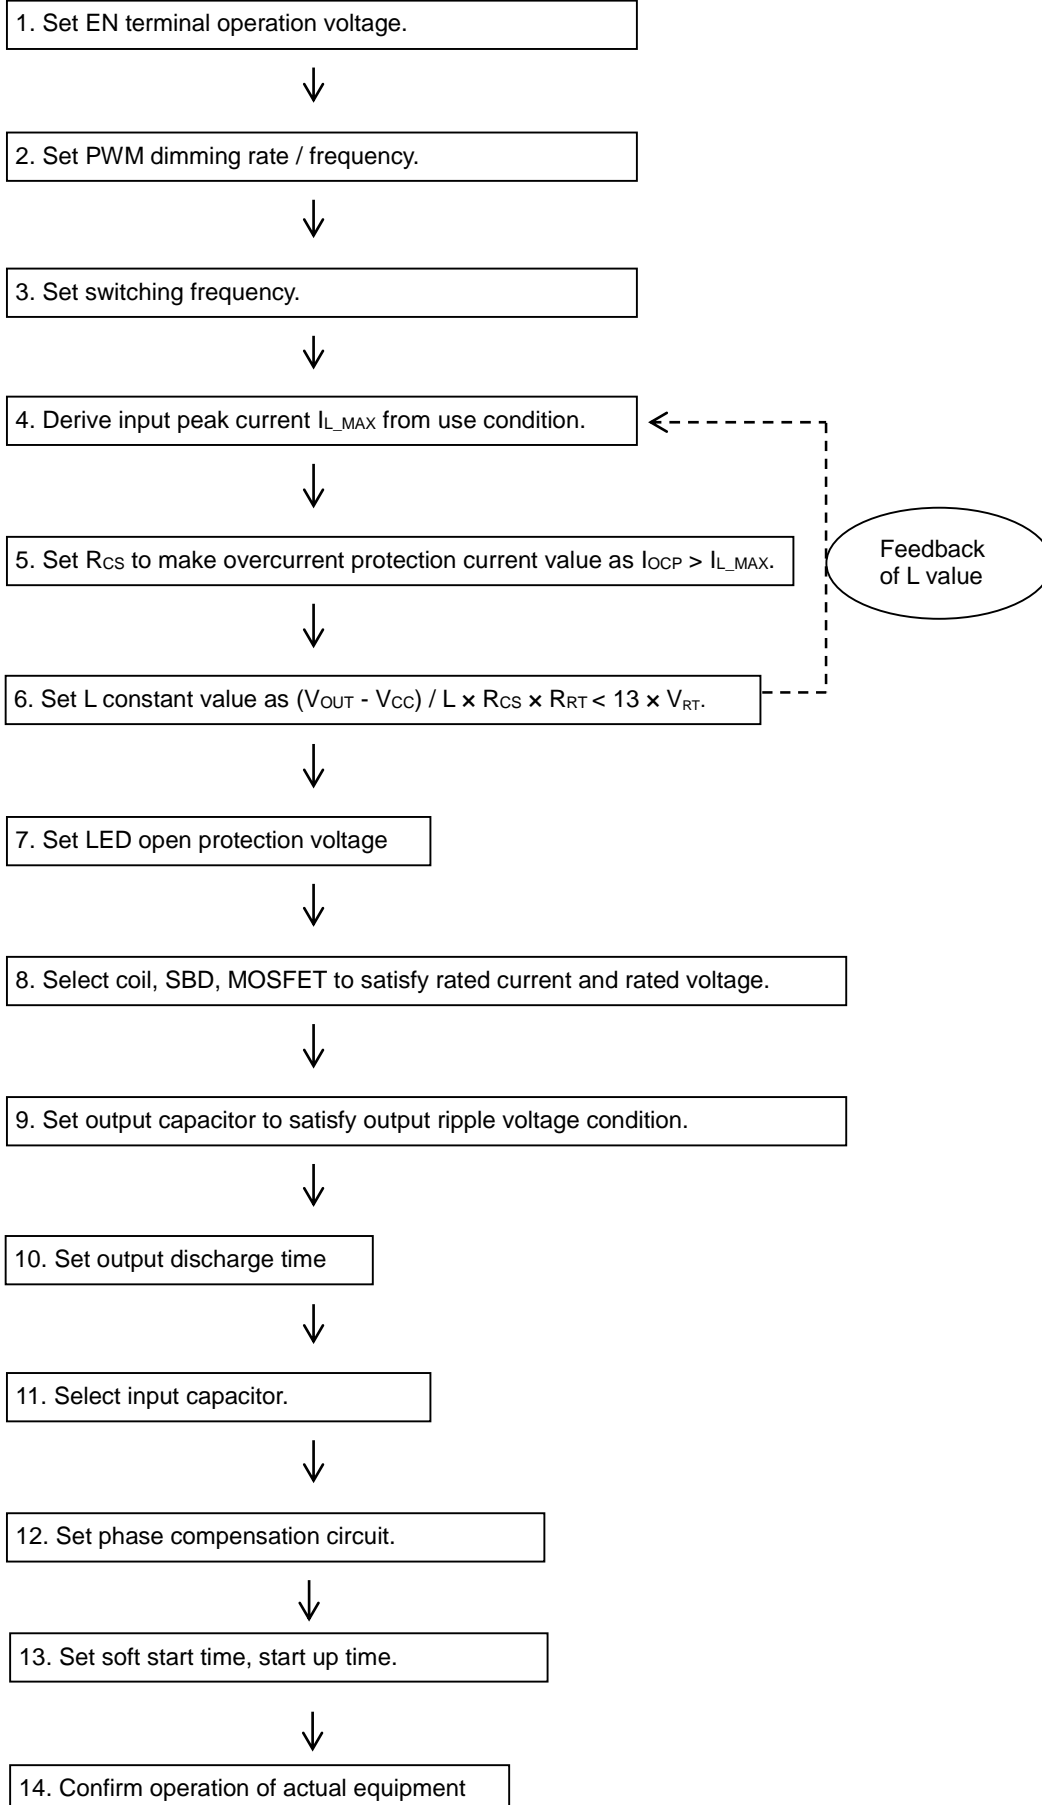 1. Set EN terminal operation voltage.
2. Set PWM dimming rate / frequency.
3. Set switching frequency.
4. Derive input peak current IL_MAX from use condition.
5. Set RCS to make overcurrent protection current value as IOCP > IL_MAX.
Feedback
of L value
6. Set L constant value as (VOUT - VCC) / L × RCS × RRT < 13 × VRT.
7. Set LED open protection voltage
8. Select coil, SBD, MOSFET to satisfy rated current and rated voltage.
9. Set output capacitor to satisfy output ripple voltage condition.
10. Set output discharge time
11. Select input capacitor.
12. Set phase compensation circuit.
13. Set soft start time, start up time.
14. Confirm operation of actual equipment